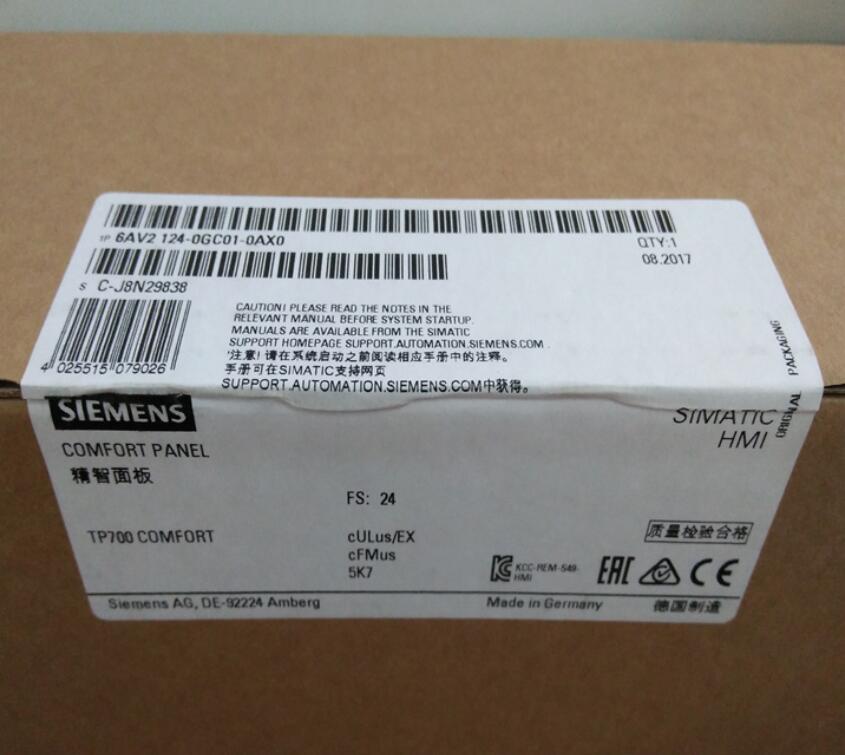 1P 6AV2 124-0GC01-0AX0
QTY:1
08.2017
S C-J8N29838
4 025515 079026
CAUTION! PLEASE READ THE NOTES IN THE
RELEVANT MANUAL BEFORE SYSTEM STARTUP.
MANUALS ARE AVAILABLE FROM THE SIMATIC
SUPPORT HOMEPAGE SUPPORT.AUTOMATION.SIEMENS.COM .
'注意! 请在系统启动之前阅读相应手册中的注释。
手册可在SIMATIC支持网页
SUPPORT.AUTOMATION.SIEMENS.COM中获得。
ORIGINAL PACKAGING
SIEMENS
SIMATIC
HMI
COMFORT PANEL
精智面板
FS: 24
TP700 COMFORT
cULus/EX
cFMus
5K7
质量检验合格
KCC-REM-S49-
HMI
EAC
CE
Siemens AG, DE-92224 Amberg
Made in Germany
德国制造